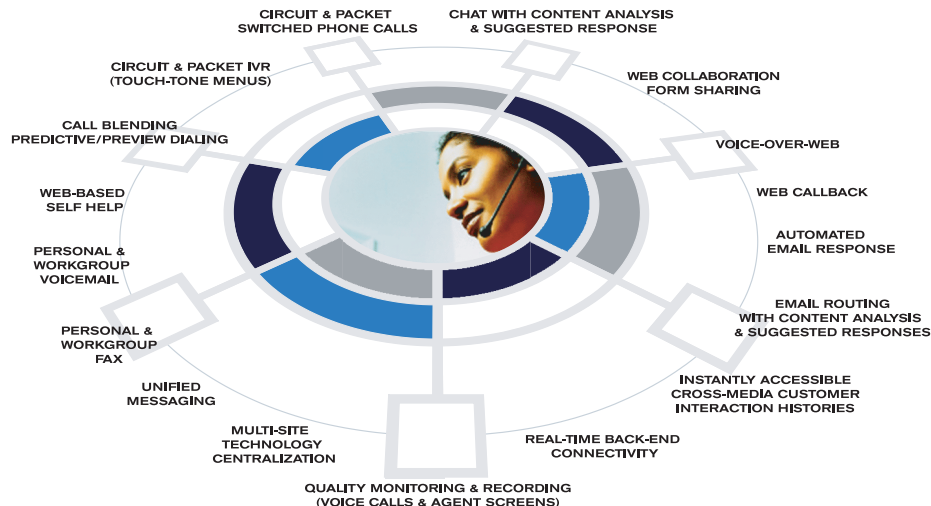 CIRCUIT & PACKET
SWITCHED PHONE CALLS
CHAT WITH CONTENT ANALYSIS
& SUGGESTED RESPONSE
CIRCUIT & PACKET IVR
(TOUCH-TONE MENUS)
WEB COLLABORATION
FORM SHARING
CALL BLENDING
PREDICTIVE/PREVIEW DIALING
VOICE-OVER-WEB
WEB-BASED
SELF HELP
WEB CALLBACK
PERSONAL &
WORKGROUP
VOICEMAIL
AUTOMATED
EMAIL RESPONSE
PERSONAL &
WORKGROUP
FAX
EMAIL ROUTING
WITH CONTENT ANALYSIS
& SUGGESTED RESPONSES
UNIFIED
MESSAGING
INSTANTLY ACCESSIBLE
CROSS-MEDIA CUSTOMER
INTERACTION HISTORIES
MULTI-SITE
TECHNOLOGY
CENTRALIZATION
REAL-TIME BACK-END
CONNECTIVITY
QUALITY MONITORING & RECORDING
(VOICE CALLS & AGENT SCREENS)